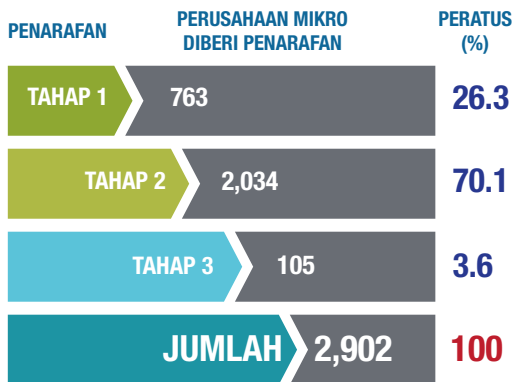 PENARAFAN
PERUSAHAAN MIKRO
DIBERI PENARAFAN
PERATUS
(%)
TAHAP 1 763 26.3
TAHAP 2 2,034 70.1
TAHAP 3 105 3.6
JUMLAH 2,902 100